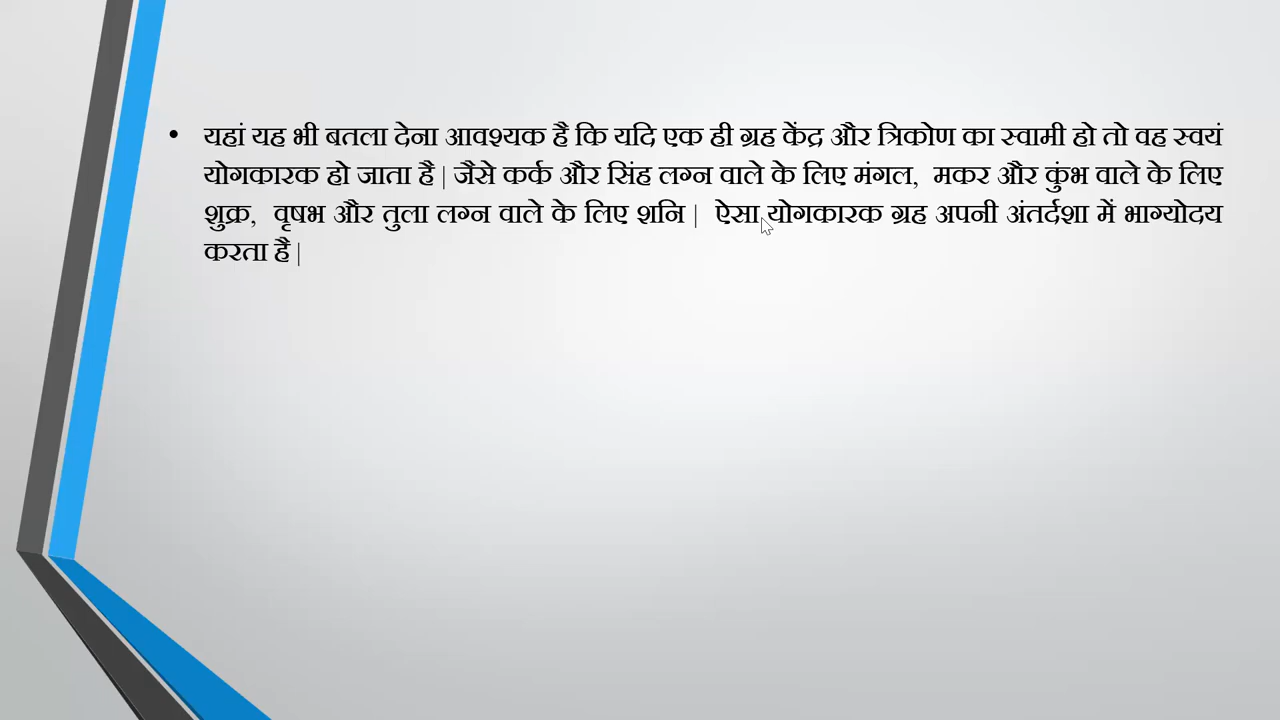 • यहां यह भी बतला देना आवश्यक है कि यदि एक ही ग्रह केंद्र और त्रिकोण का स्वामी हो तो वह स्वयं
योगकारक हो जाता है | जैसे कर्क और सिंह लग्न वाले के लिए मंगल, मकर और कुंभ वाले के लिए
शुक्र, वृषभ और तुला लग्न वाले के लिए शनि | ऐसा योगकारक ग्रह अपनी अंतर्दशा में भाग्योदय
करता है |